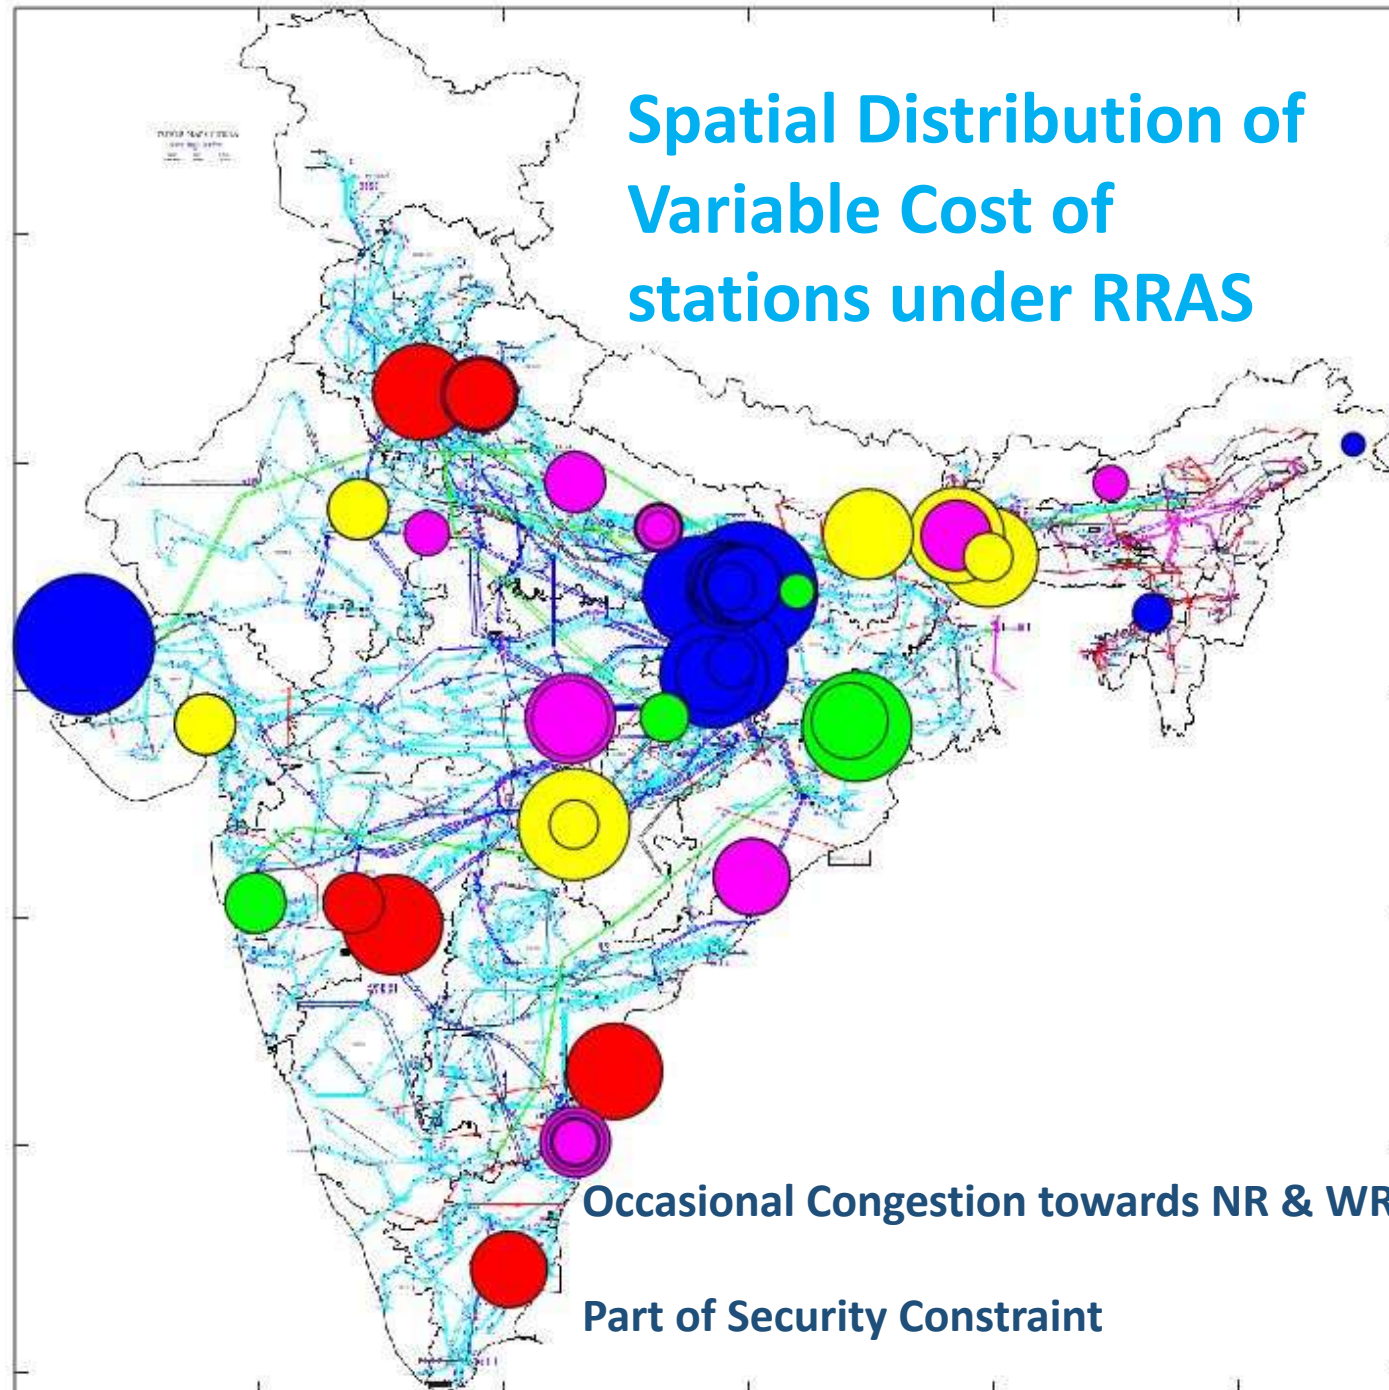 Spatial Distribution of
Variable Cost of
stations under RRAS
Occasional Congestion towards NR & WR
Part of Security Constraint